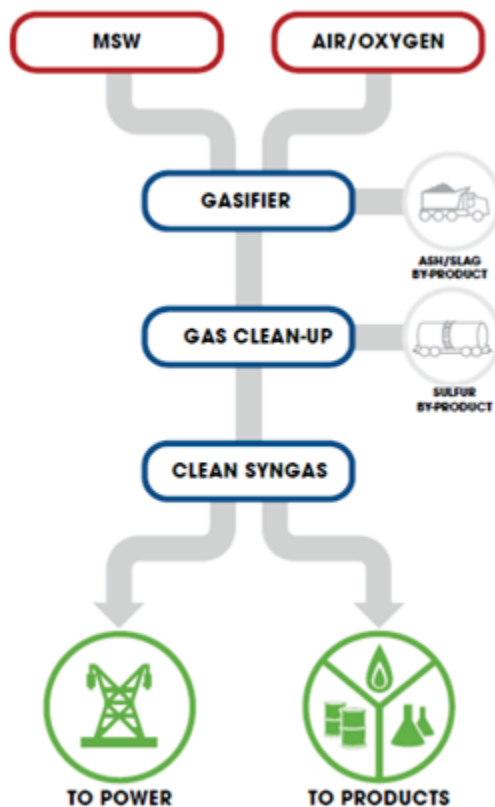 MSW
AIR/OXYGEN
GASIFIER
ASH/SLAG
BY-PRODUCT
GAS CLEAN-UP
SULFUR
BY-PRODUCT
CLEAN SYNGAS
TO POWER
TO PRODUCTS